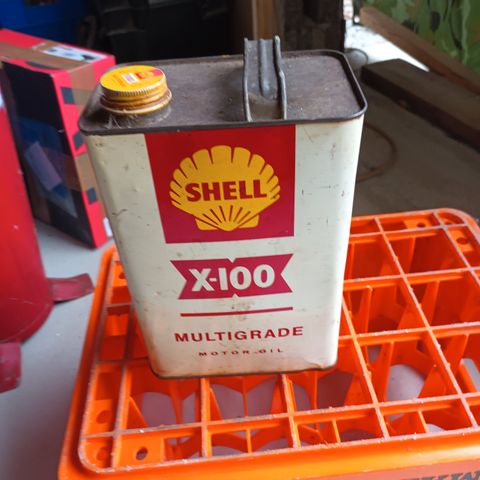 SHELL
X-100
MULTIGRADE
MOTOR OIL